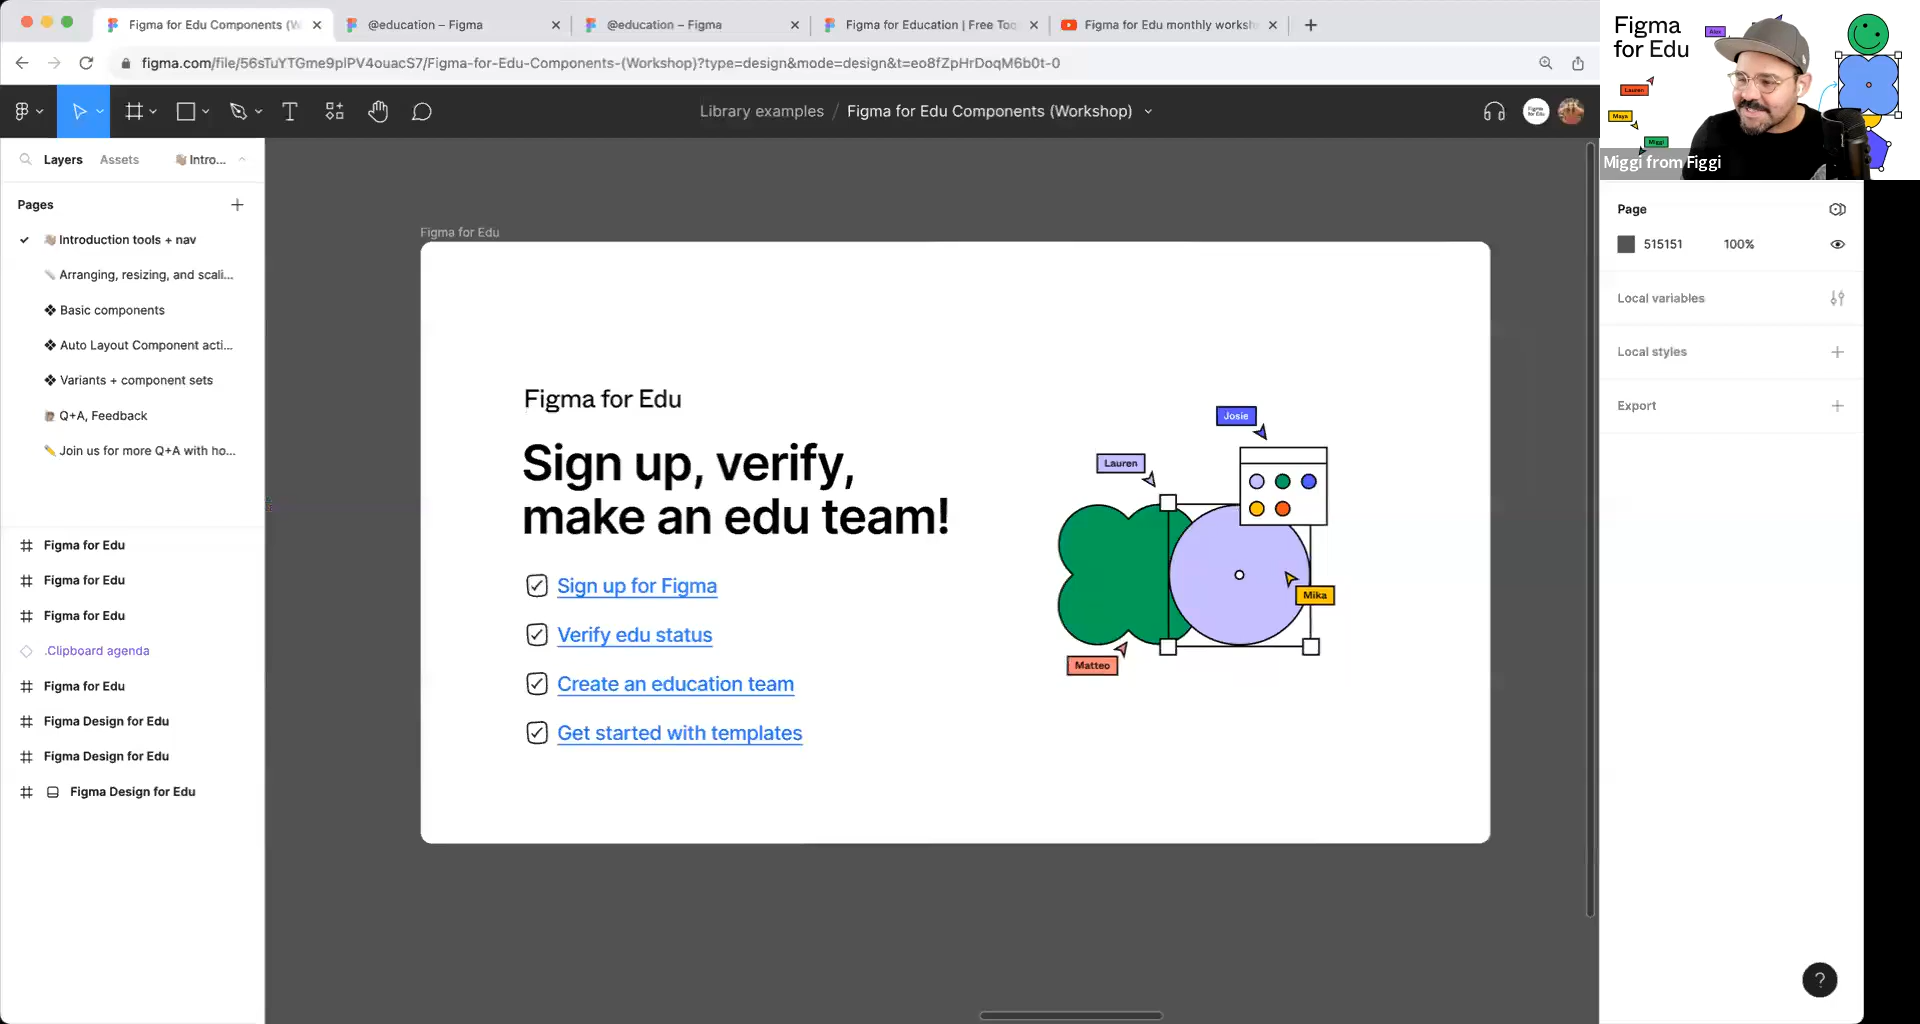 Figma for Edu Components (W
@education – Figma
@education – Figma
Figma for Education | Free Too
Figma for Edu monthly worksh
figma.com/file/56sTuYTGme9plPV4ouacS7/Figma-for-Edu-Components-(Workshop)?type=design&mode=design&t=eo8fZpHrDoqM6b0t-0
Library examples / Figma for Edu Components (Workshop)
Figma
for Edu
Alex
Lauren
Maya
Miggi
Miggi from Figgi
Layers
Assets
Intro...
Pages
Introduction tools + nav
Arranging, resizing, and scali...
Basic components
Auto Layout Component acti...
Variants + component sets
Q+A, Feedback
Join us for more Q+A with ho...
Figma for Edu
Figma for Edu
Figma for Edu
.Clipboard agenda
Figma for Edu
Figma Design for Edu
Figma Design for Edu
Figma Design for Edu
Figma for Edu
Figma for Edu
Sign up, verify,
make an edu team!
Sign up for Figma
Verify edu status
Create an education team
Get started with templates
Josie
Lauren
Mika
Matteo
Page
515151 100%
Local variables
Local styles
Export
?